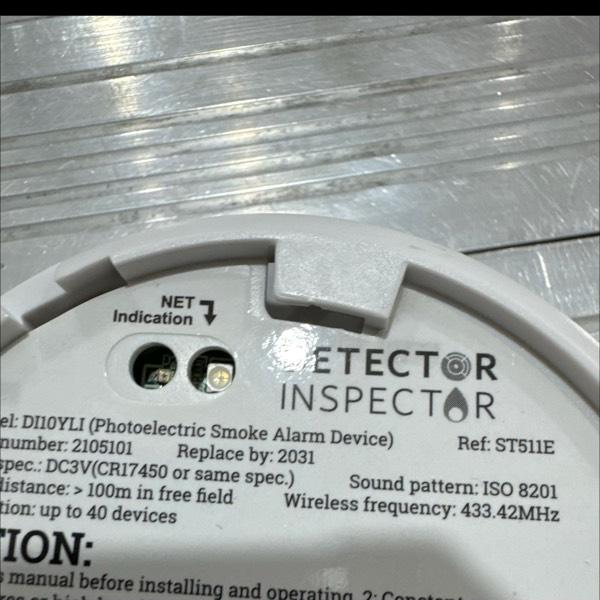 NET
Indication
DETECTOR
INSPECTOR
el: DI10YLI (Photoelectric Smoke Alarm Device) Ref: ST511E
number: 2105101 Replace by: 2031
spec.: DC3V(CR17450 or same spec.) Sound pattern: ISO 8201
distance: > 100m in free field Wireless frequency: 433.42MHz
tion: up to 40 devices
TION:
s manual before installing and operating. 2: Constant